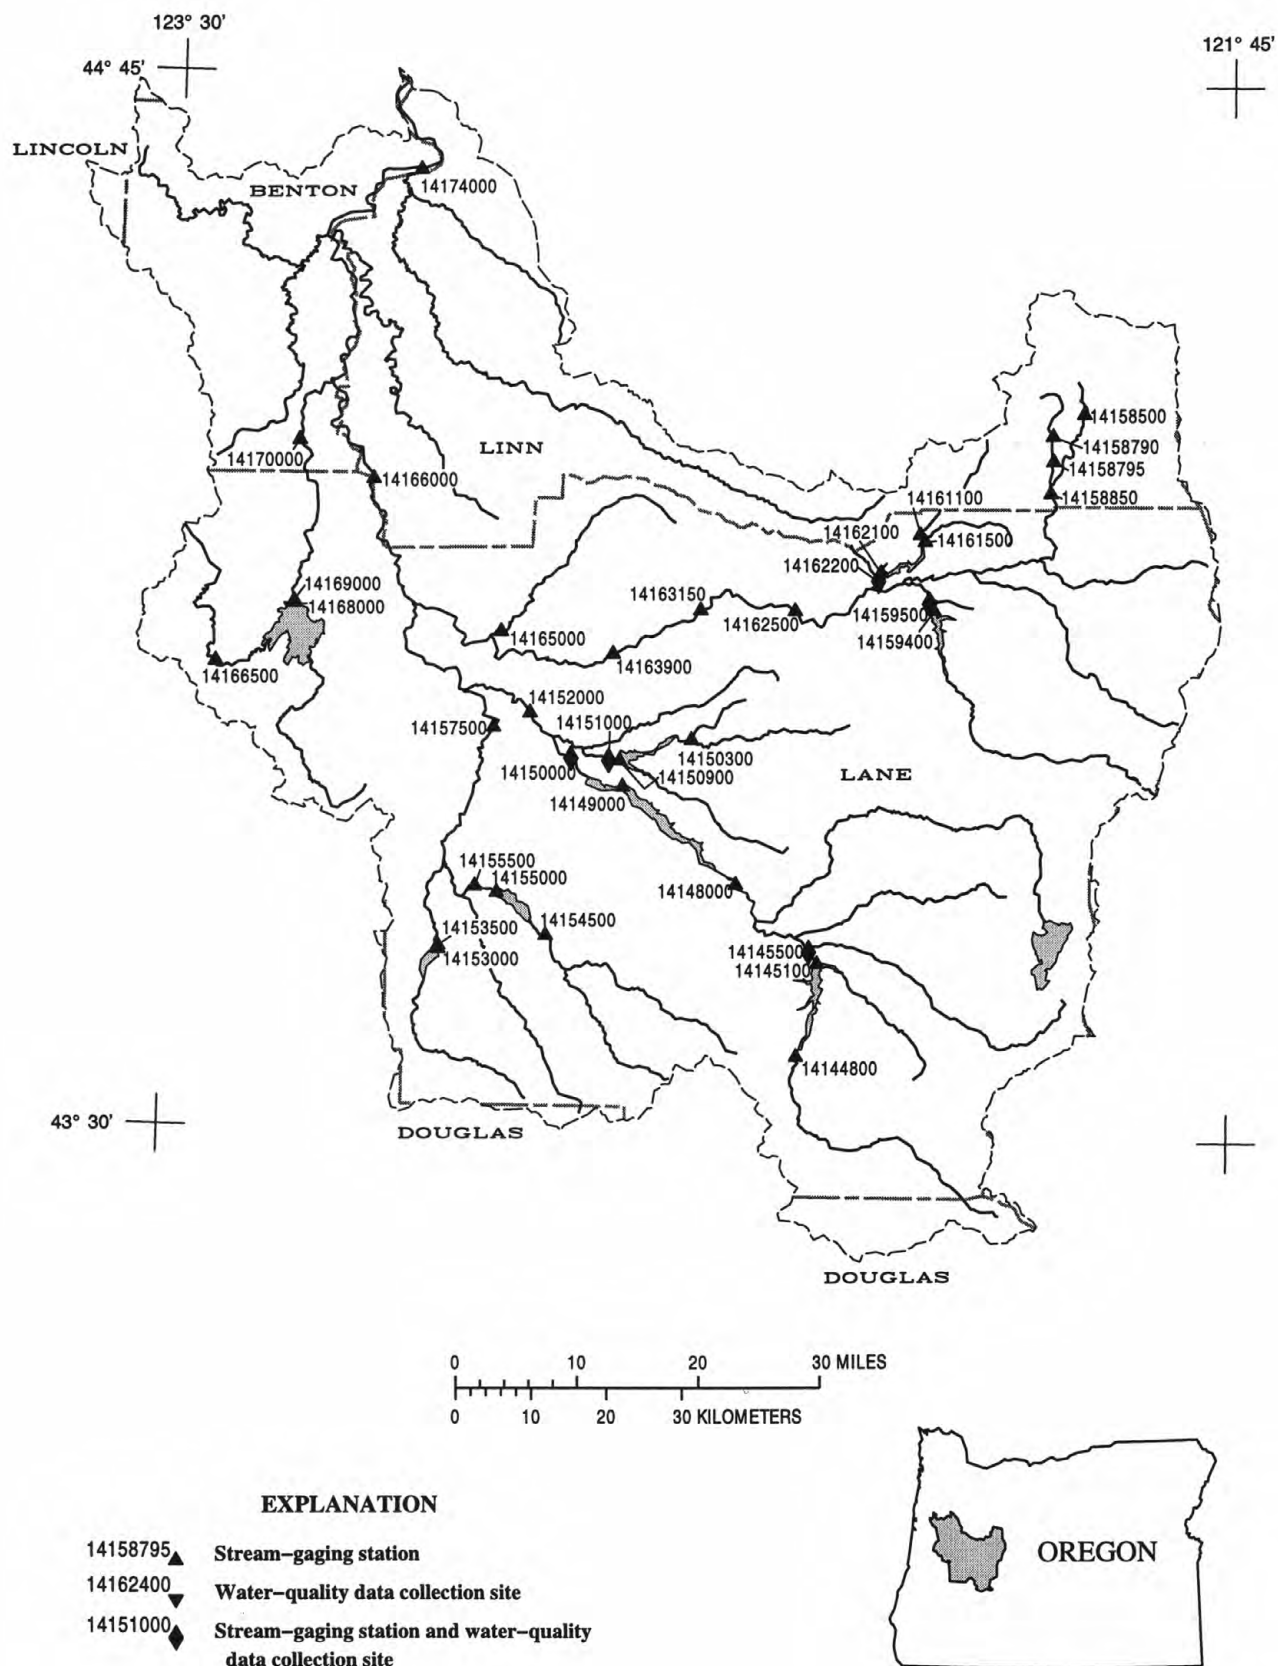 123° 30'
121° 45'
44° 45'
LINCOLN
BENTON
14174000
LINN
14158500
14158790
14158795
14158850
14170000
14166000
14161100
14162100
14161500
14162200
14169000
14168000
14163150
14162500
14159500
14159400
14165000
14163900
14166500
14152000
14151000
14157500
14150300
14150000
14150900
14149000
LANE
14155500
14155000
14148000
14154500
14153500
14153000
14145500
14145100
14144800
43° 30'
DOUGLAS
DOUGLAS
0 10 20 30 MILES
0 10 20 30 KILOMETERS
EXPLANATION
14158795 Stream–gaging station
14162400 Water–quality data collection site
14151000 Stream–gaging station and water–quality
data collection site
OREGON